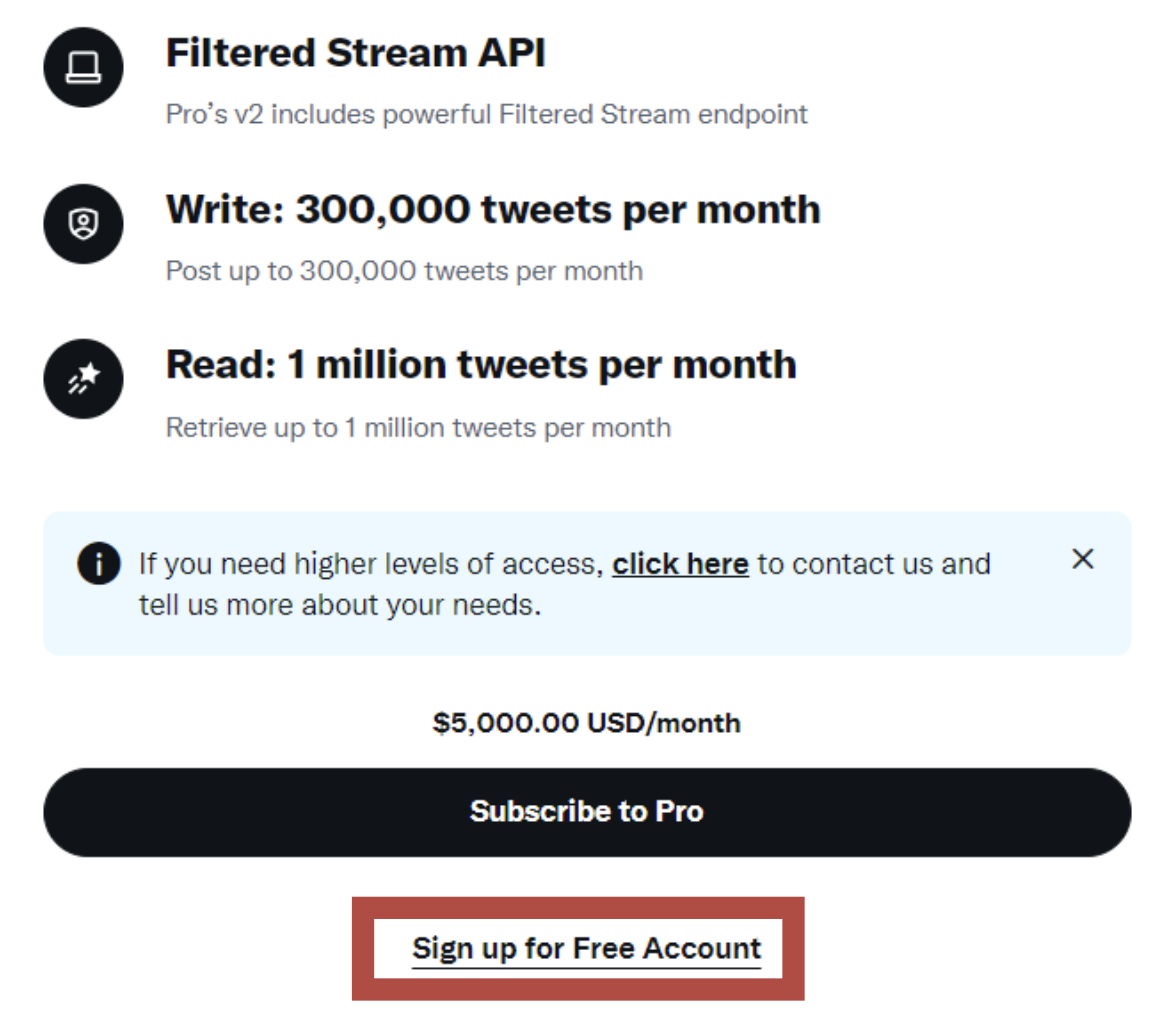 Filtered Stream API
Pro’s v2 includes powerful Filtered Stream endpoint
Write: 300,000 tweets per month
Post up to 300,000 tweets per month
Read: 1 million tweets per month
Retrieve up to 1 million tweets per month
If you need higher levels of access, click here to contact us and
tell us more about your needs.
$5,000.00 USD/month
Subscribe to Pro
Sign up for Free Account